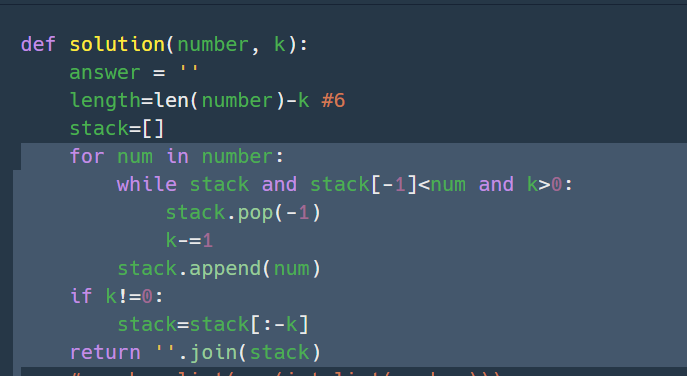 def solution(number, k):
    answer = ''
    length=len(number)-k #6
    stack=[]
    for num in number:
        while stack and stack[-1]<num and k>0:
            stack.pop(-1)
            k-=1
        stack.append(num)
    if k!=0:
        stack=stack[:-k]
    return ''.join(stack)